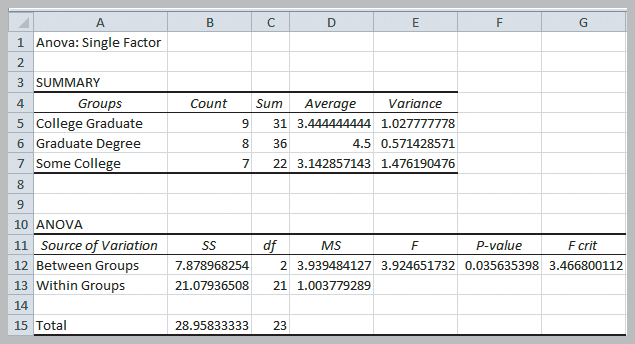 A B C D E F G
1 Anova: Single Factor
2
3 SUMMARY
4 Groups Count Sum Average Variance
5 College Graduate 9 31 3.444444444 1.027777778
6 Graduate Degree 8 36 4.5 0.571428571
7 Some College 7 22 3.142857143 1.476190476
8
9
10 ANOVA
11 Source of Variation SS df MS F P-value F crit
12 Between Groups 7.878968254 2 3.939484127 3.924651732 0.035635398 3.466800112
13 Within Groups 21.07936508 21 1.003779289
14
15 Total 28.95833333 23